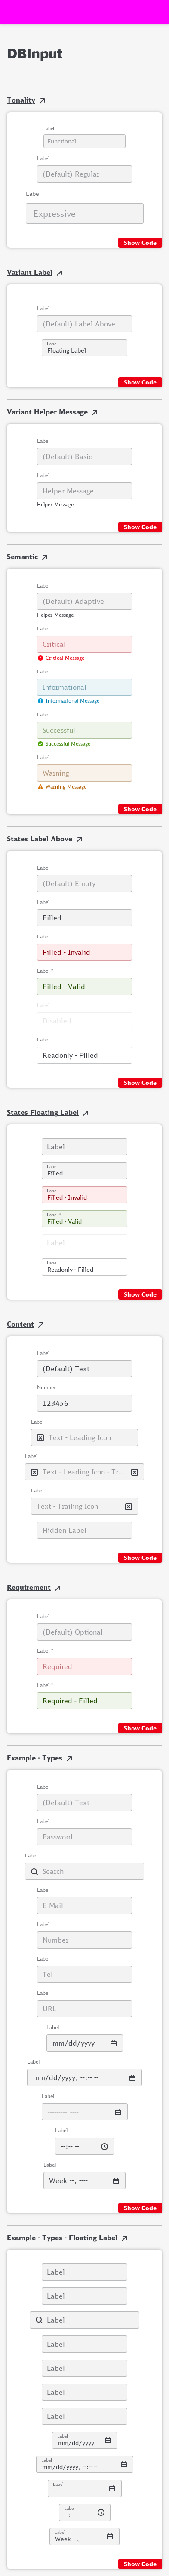 DBInput
Tonality
Label
Functional
Label
(Default) Regular
Label
Expressive
Show Code
Variant Label
Label
(Default) Label Above
Label
Floating Label
Show Code
Variant Helper Message
Label
(Default) Basic
Label
Helper Message
Helper Message
Show Code
Semantic
Label
(Default) Adaptive
Helper Message
Label
Critical
Critical Message
Label
Informational
Informational Message
Label
Successful
Successful Message
Label
Warning
Warning Message
Show Code
States Label Above
Label
(Default) Empty
Label
Filled
Label
Filled - Invalid
Label *
Filled - Valid
Label
Disabled
Label
Readonly - Filled
Show Code
States Floating Label
Label
Label
Filled
Label
Filled - Invalid
Label *
Filled - Valid
Label
Label
Readonly - Filled
Show Code
Content
Label
(Default) Text
Number
123456
Label
Text - Leading Icon
Label
Text - Leading Icon - Tr...
Label
Text - Trailing Icon
Hidden Label
Show Code
Requirement
Label
(Default) Optional
Label *
Required
Label *
Required - Filled
Show Code
Example - Types
Label
(Default) Text
Label
Password
Label
Search
Label
E-Mail
Label
Number
Label
Tel
Label
URL
Label
mm/dd/yyyy
Label
mm/dd/yyyy, --:-- --
Label
--------- ----
Label
--:-- --
Label
Week --, ----
Show Code
Example - Types - Floating Label
Label
Label
Label
Label
Label
Label
Label
Label
mm/dd/yyyy
Label
mm/dd/yyyy, --:-- --
Label
--------- ----
Label
--:-- --
Label
Week --, ----
Show Code